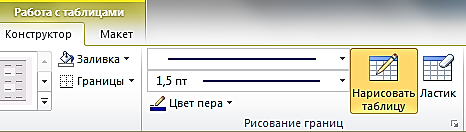 Работа с таблицами
Конструктор Макет
Заливка
Границы
1,5 пт
Цвет пера
Нарисовать
таблицу
Ластик
Рисование границ